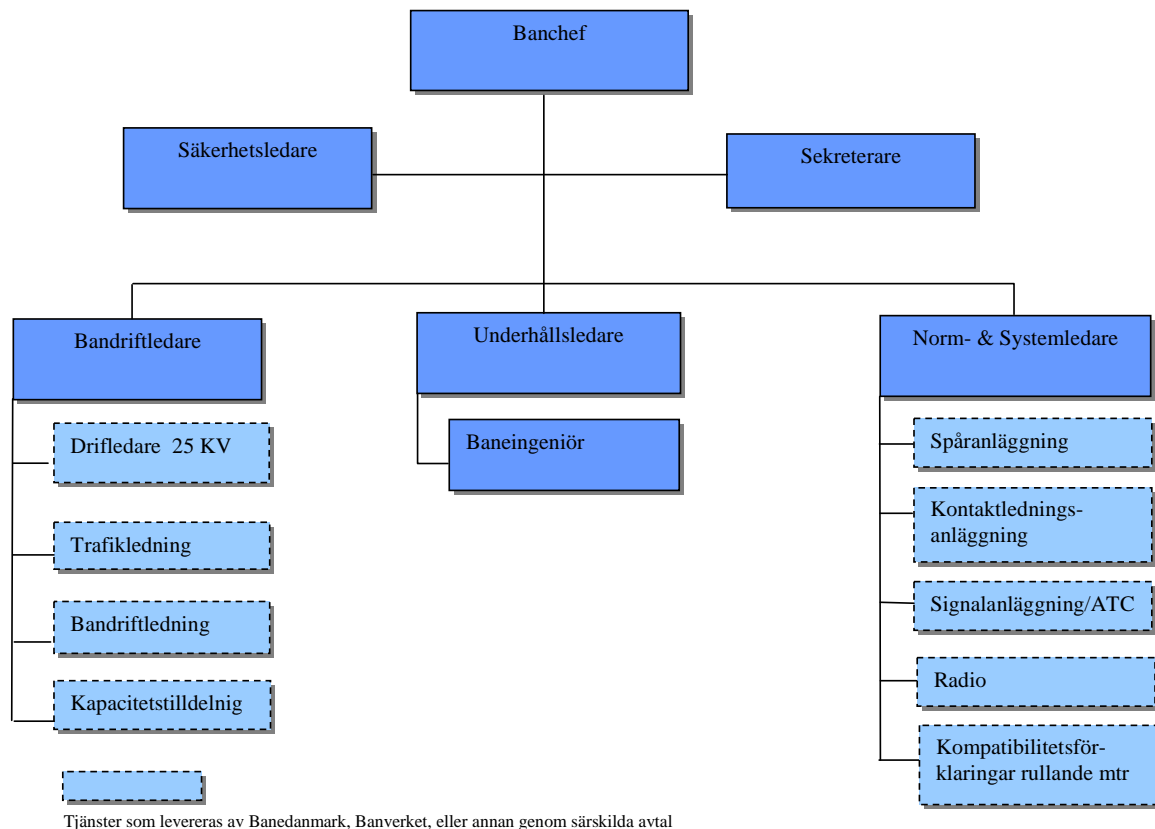 Banchef
Säkerhetsledare
Sekreterare
Bandriftledare
Underhållsledare
Norm- & Systemledare
Drifledare 25 KV
Trafikledning
Bandriftledning
Kapacitetstilldelnig
Baneingeniör
Spåranläggning
Kontaktlednings-
anläggning
Signalanläggning/ATC
Radio
Kompatibilitetsför-
klaringar rullande mtr
Tjänster som levereras av Banedanmark, Banverket, eller annan genom särskilda avtal